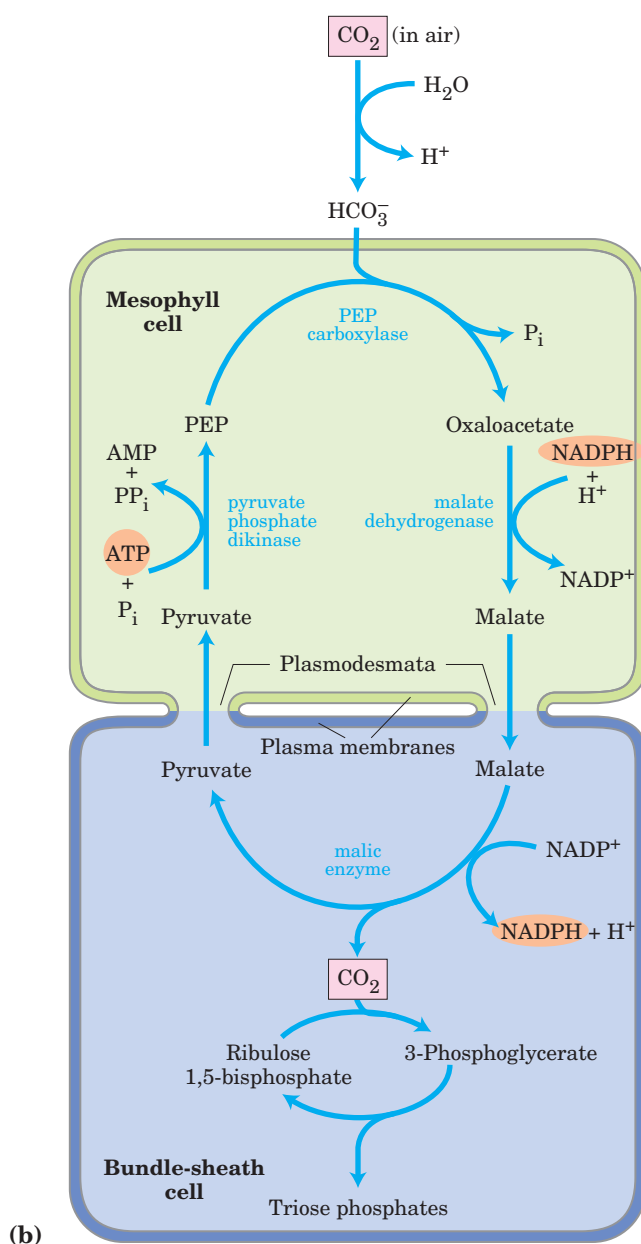 CO₂ (in air)
H₂O
H⁺
HCO₃⁻
Mesophyll
cell
PEP
carboxylase
Pᵢ
PEP
Oxaloacetate
AMP
+
PPᵢ
NADPH
+
H⁺
pyruvate
phosphate
dikinase
malate
dehydrogenase
ATP
+
Pᵢ
NADP⁺
Pyruvate
Malate
Plasmodesmata
Plasma membranes
Pyruvate
Malate
malic
enzyme
NADP⁺
NADPH + H⁺
CO₂
Ribulose
1,5-bisphosphate
3-Phosphoglycerate
Bundle-sheath
cell
Triose phosphates
(b)